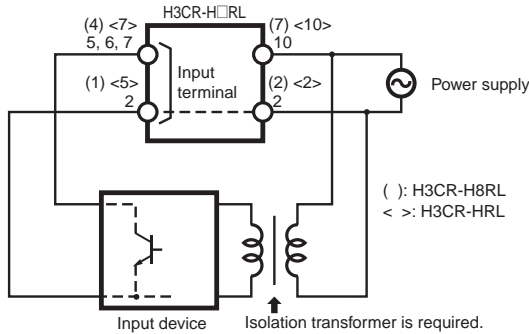 H3CR-H□RL
(4) <7>
5, 6, 7
(7) <10>
10
Input
terminal
(1) <5>
2
(2) <2>
2
Power supply
( ): H3CR-H8RL
< >: H3CR-HRL
Input device
Isolation transformer is required.